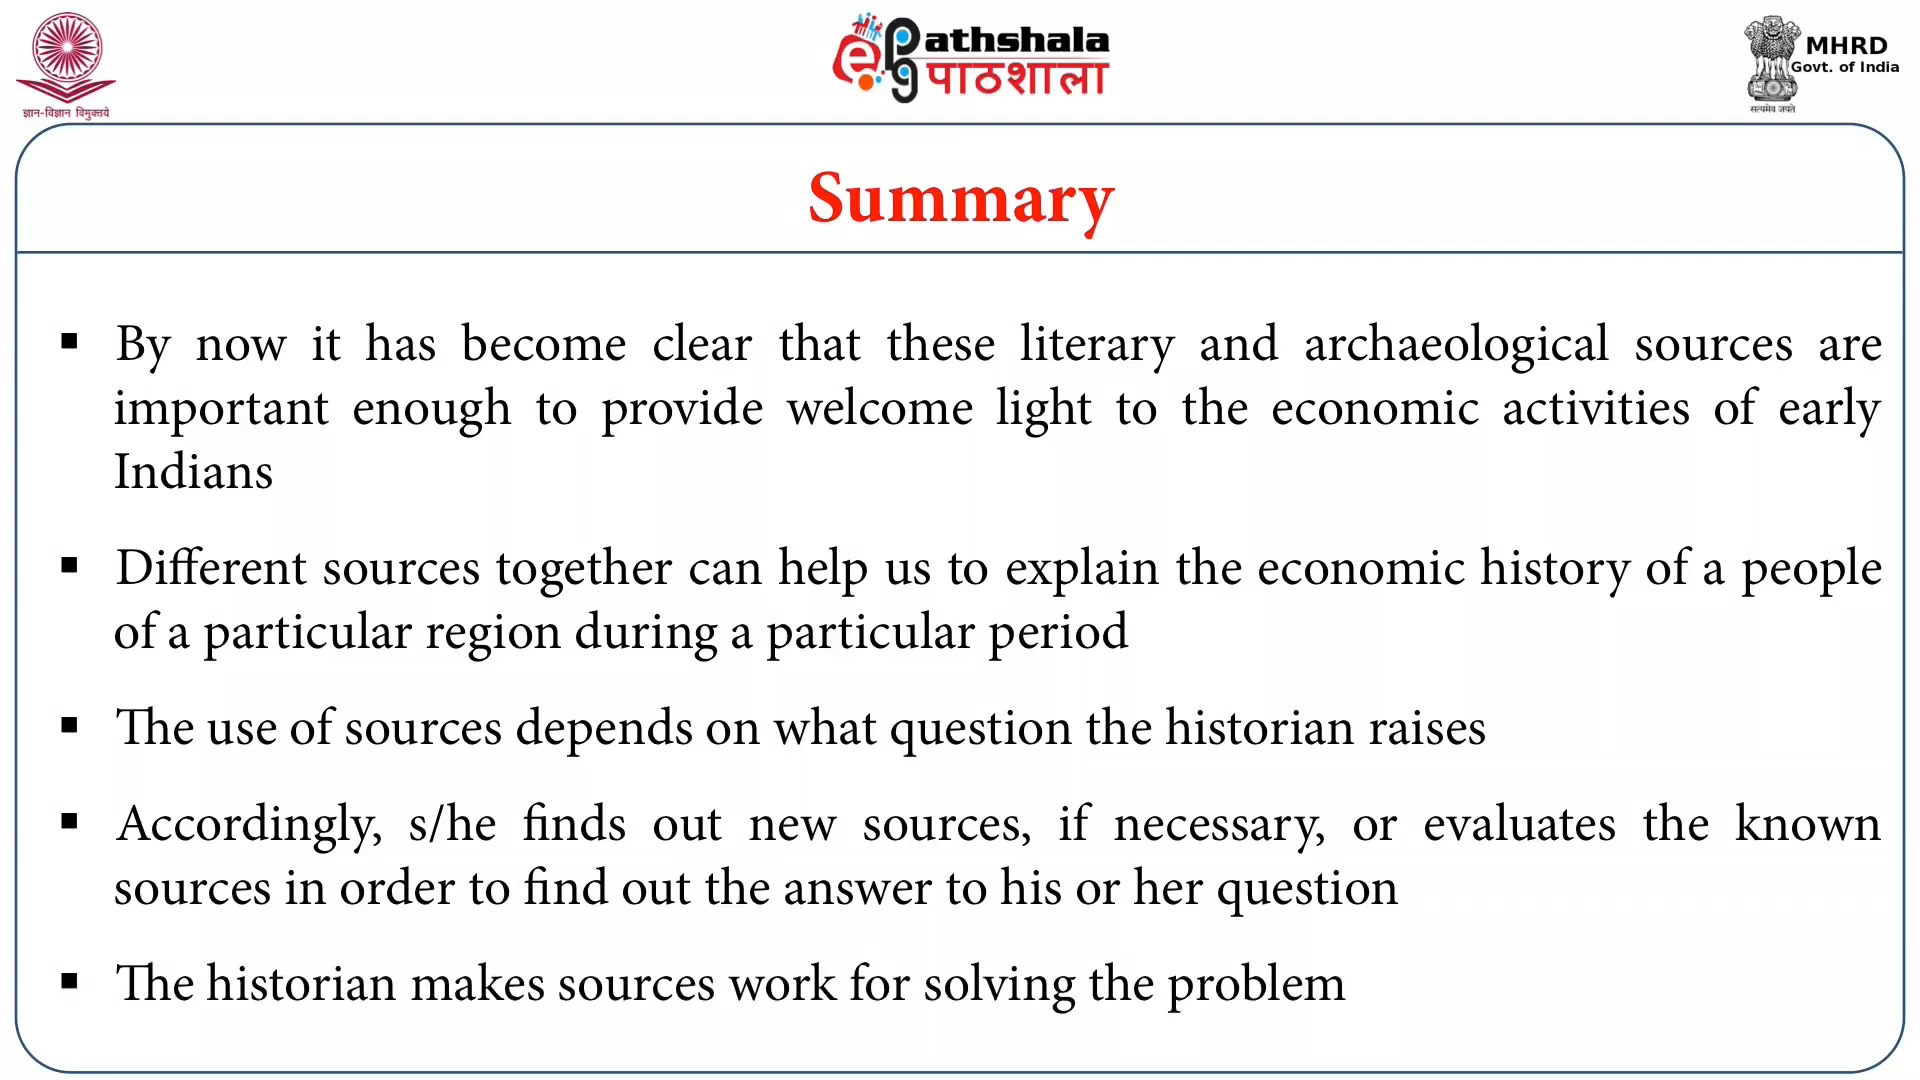 ज्ञान-विज्ञान विमुक्तये
e
Pg
athshala
पाठशाला
MHRD
Govt. of India
सत्यमेव जयते
Summary
▪ By now it has become clear that these literary and archaeological sources are
important enough to provide welcome light to the economic activities of early
Indians
▪ Different sources together can help us to explain the economic history of a people
of a particular region during a particular period
▪ The use of sources depends on what question the historian raises
▪ Accordingly, s/he finds out new sources, if necessary, or evaluates the known
sources in order to find out the answer to his or her question
▪ The historian makes sources work for solving the problem